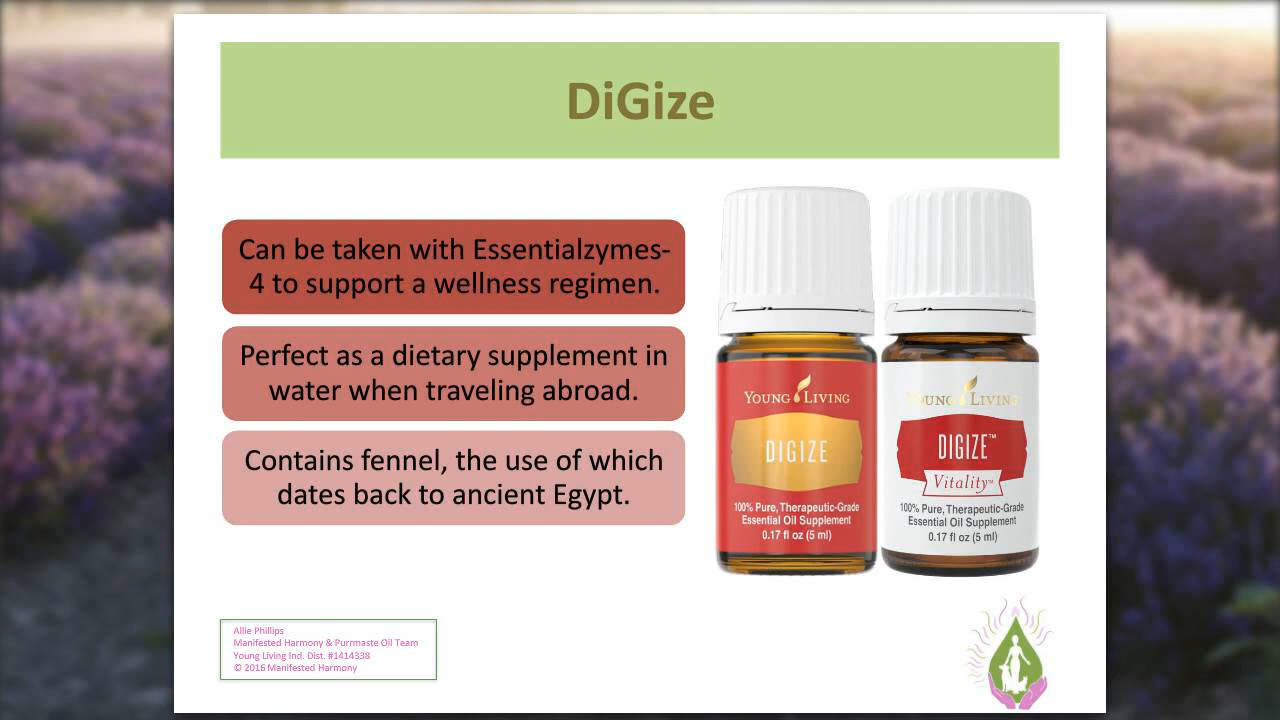 DiGize
Can be taken with Essentialzymes-
4 to support a wellness regimen.
Perfect as a dietary supplement in
water when traveling abroad.
Contains fennel, the use of which
dates back to ancient Egypt.
YOUNG LIVING
DIGIZE
100% Pure, Therapeutic-Grade
Essential Oil Supplement
0.17 fl oz (5 ml)
YOUNG LIVING
DIGIZE™
Vitality™
100% Pure, Therapeutic-Grade
Essential Oil Supplement
0.17 fl oz (5 ml)
Allie Phillips
Manifested Harmony & Purrmaste Oil Team
Young Living Ind. Dist. #1414338
© 2016 Manifested Harmony